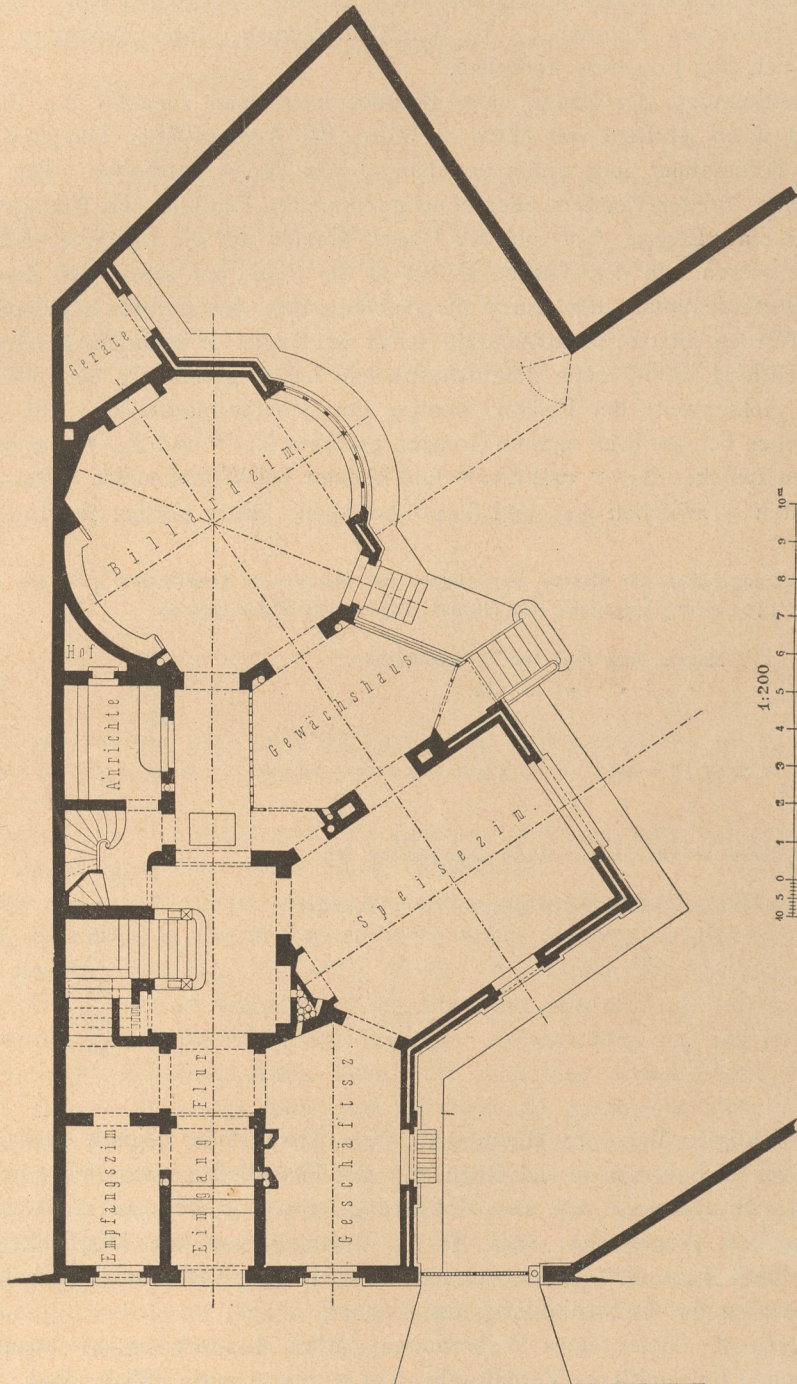 Geräte
Billardzim.
Hof
Anrichte
Gewächshaus
Speisezim.
Flur
Empfangszim
Eingang
Geschäftsz.
1:200
10 5 0 1 2 3 4 5 6 7 8 9 10 m